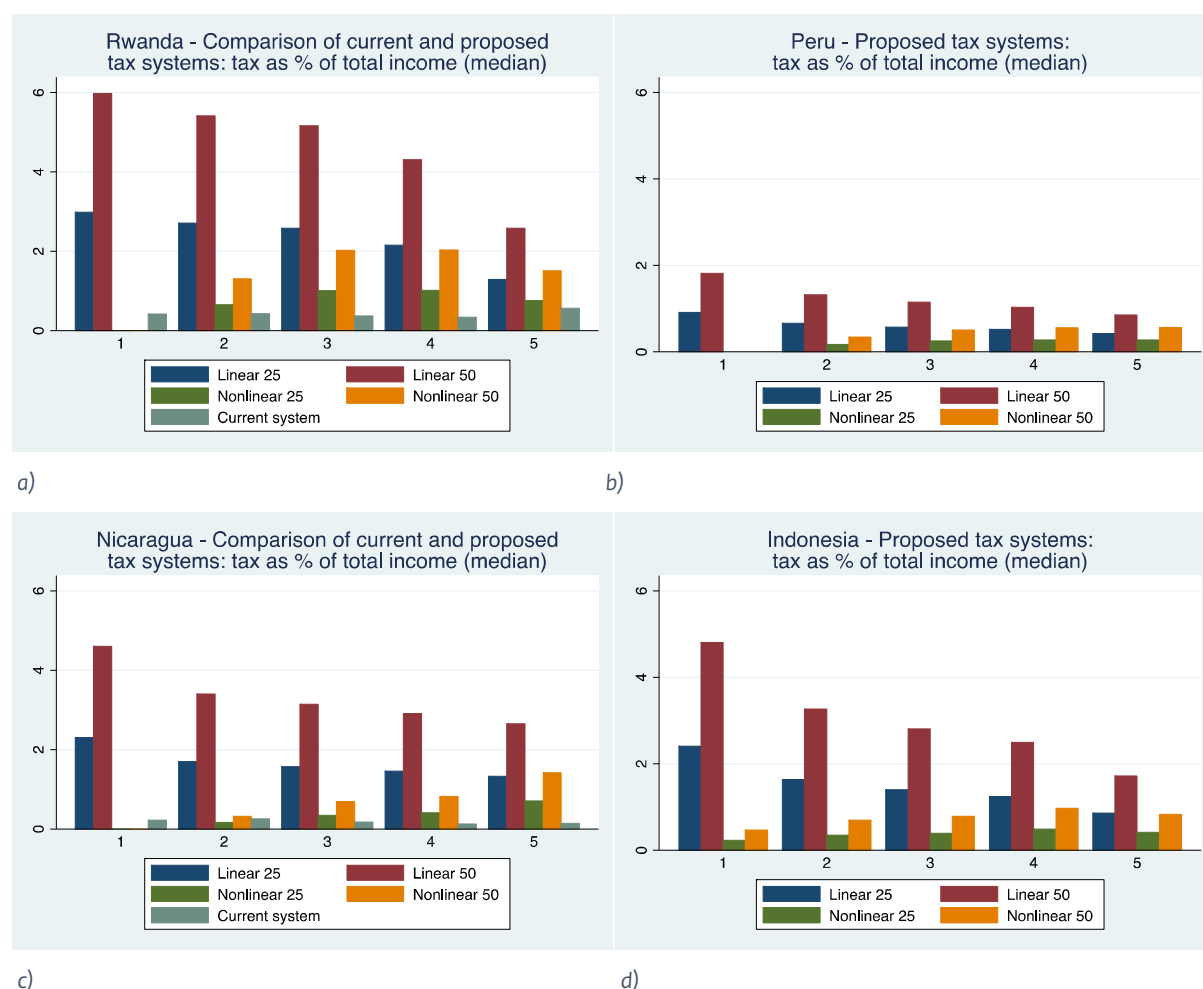 Rwanda - Comparison of current and proposed
tax systems: tax as % of total income (median)
6
4
2
0
1 2 3 4 5
Linear 25 Linear 50
Nonlinear 25 Nonlinear 50
Current system
a)
Peru - Proposed tax systems:
tax as % of total income (median)
6
4
2
0
1 2 3 4 5
Linear 25 Linear 50
Nonlinear 25 Nonlinear 50
b)
Nicaragua - Comparison of current and proposed
tax systems: tax as % of total income (median)
6
4
2
0
1 2 3 4 5
Linear 25 Linear 50
Nonlinear 25 Nonlinear 50
Current system
c)
Indonesia - Proposed tax systems:
tax as % of total income (median)
6
4
2
0
1 2 3 4 5
Linear 25 Linear 50
Nonlinear 25 Nonlinear 50
d)